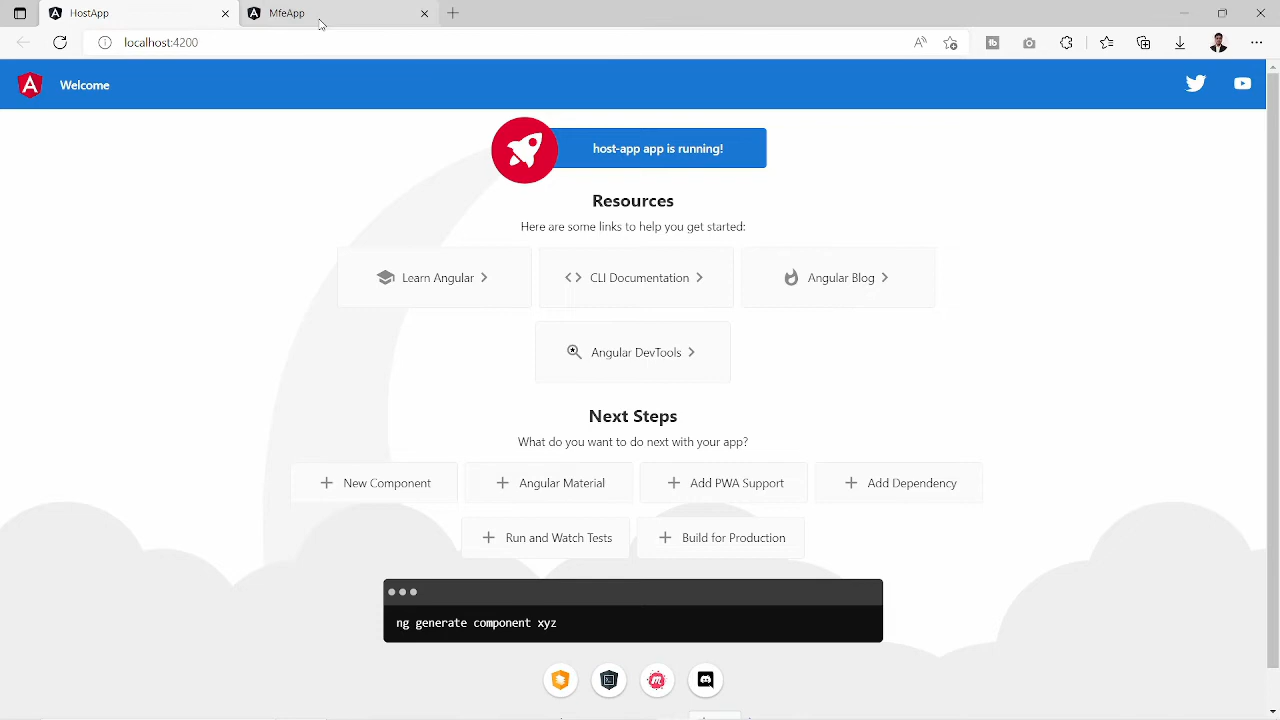 HostApp
MfeApp
localhost:4200
Welcome
host-app app is running!
Resources
Here are some links to help you get started:
Learn Angular
CLI Documentation
Angular Blog
Angular DevTools
Next Steps
What do you want to do next with your app?
New Component
Angular Material
Add PWA Support
Add Dependency
Run and Watch Tests
Build for Production
ng generate component xyz